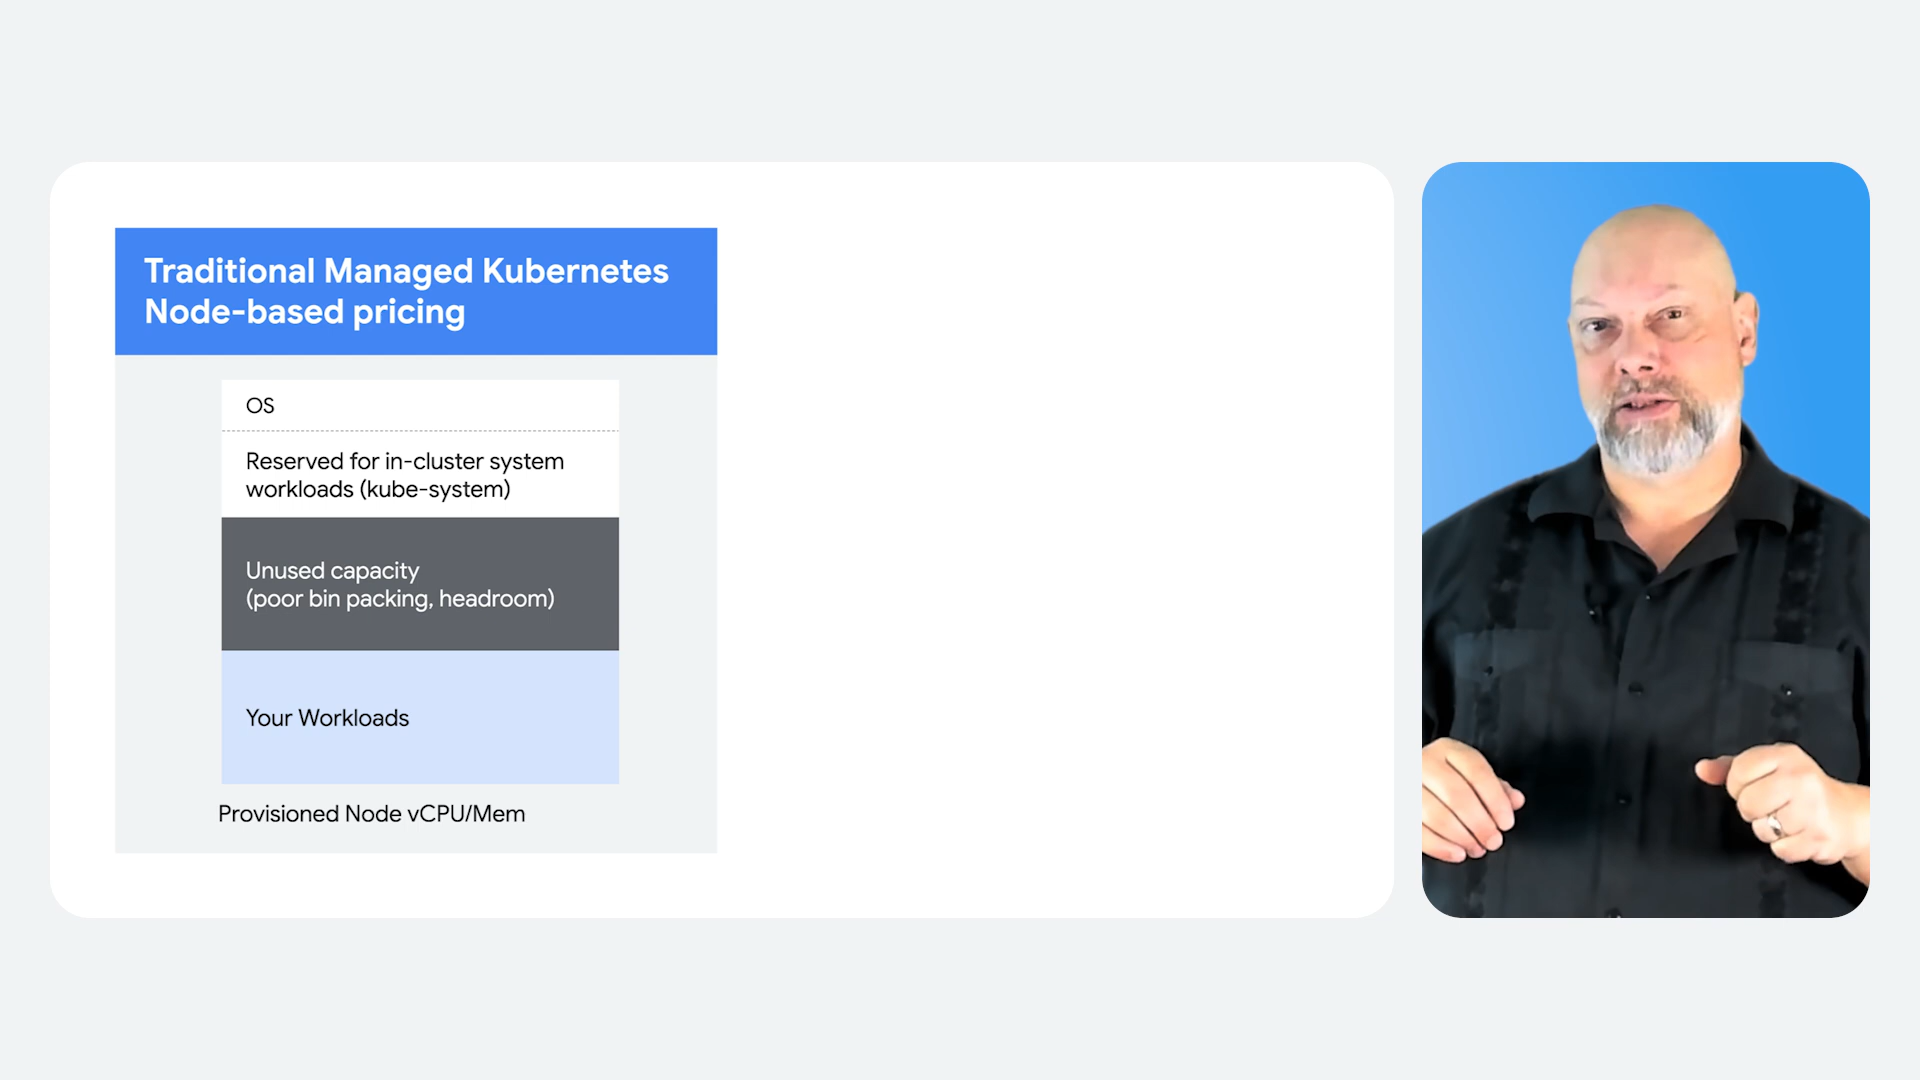 Traditional Managed Kubernetes
Node-based pricing
OS
Reserved for in-cluster system
workloads (kube-system)
Unused capacity
(poor bin packing, headroom)
Your Workloads
Provisioned Node vCPU/Mem